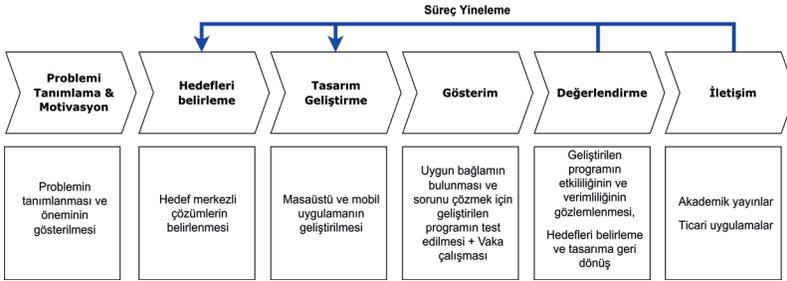 Süreç Yineleme
Problemi
Tanımlama &
Motivasyon
Hedefleri
belirleme
Tasarım
Geliştirme
Gösterim
Değerlendirme
İletişim
Problemin
tanımlanması ve
öneminin
gösterilmesi
Hedef merkezli
çözümlerin
belirlenmesi
Masaüstü ve mobil
uygulamanın
geliştirilmesi
Uygun bağlamın
bulunması ve
sorunu çözmek için
geliştirilen
programın test
edilmesi + Vaka
çalışması
Geliştirilen
programın
etkililiğinin ve
verimliliğinin
gözlemlenmesi,
Hedefleri belirleme
ve tasarıma geri
dönüş
Akademik yayınlar
Ticari uygulamalar